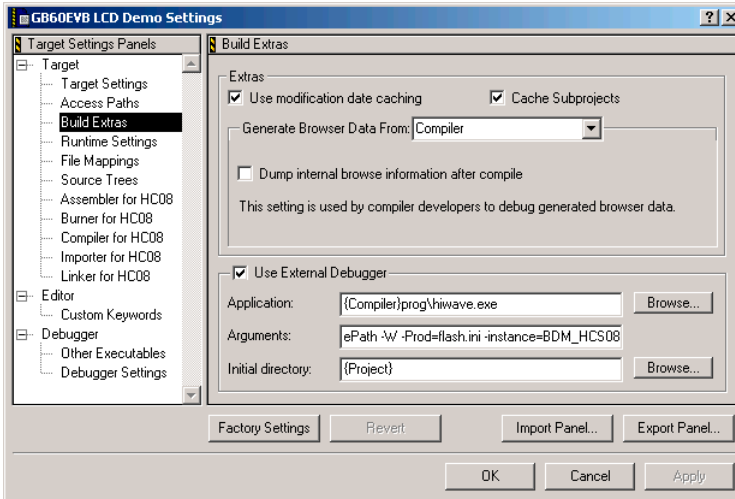 GB60EVB LCD Demo Settings
Target Settings Panels
Target
Target Settings
Access Paths
Build Extras
Runtime Settings
File Mappings
Source Trees
Assembler for HC08
Burner for HC08
Compiler for HC08
Importer for HC08
Linker for HC08
Editor
Custom Keywords
Debugger
Other Executables
Debugger Settings
Build Extras
Extras
Use modification date caching
Cache Subprojects
Generate Browser Data From: Compiler
Dump internal browse information after compile
This setting is used by compiler developers to debug generated browser data.
Use External Debugger
Application: {Compiler}prog\hiwave.exe Browse...
Arguments: ePath -W -Prod=flash.ini -instance=BDM_HCS08
Initial directory: {Project} Browse...
Factory Settings Revert Import Panel... Export Panel...
OK Cancel Apply